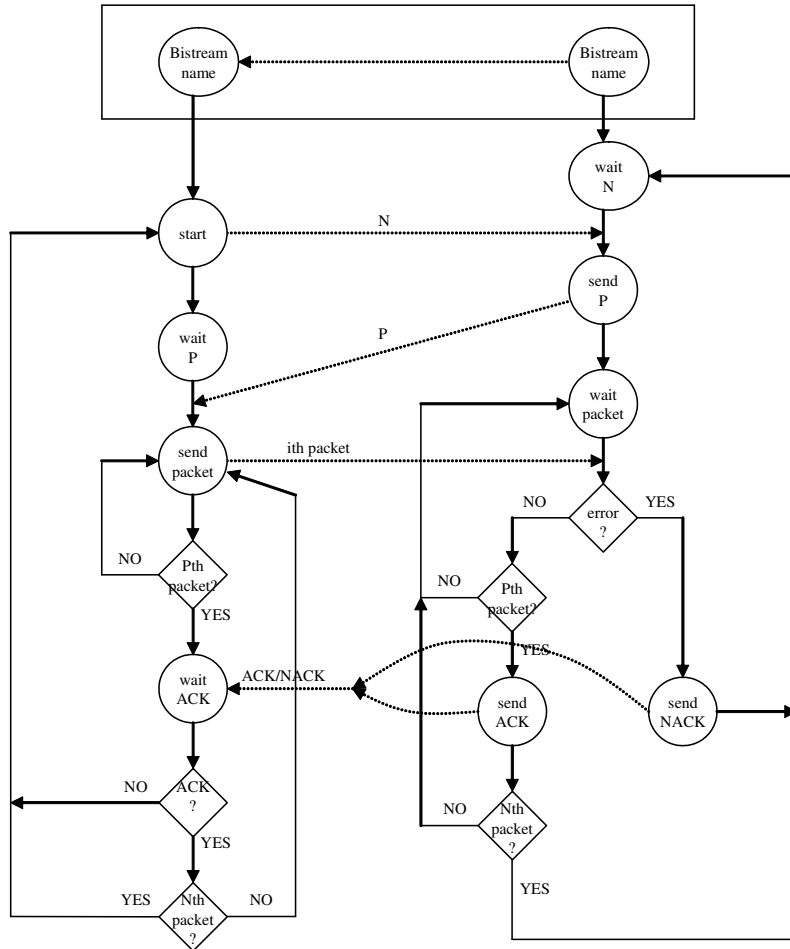 Bistream
name
Bistream
name
wait
N
start
N
send
P
wait
P
P
wait
packet
send
packet
ith packet
NO
error
?
YES
NO
Pth
packet?
YES
NO
Pth
packet?
YES
wait
ACK
ACK/NACK
send
ACK
send
NACK
NO
ACK
?
YES
NO
Nth
packet
?
YES
YES
Nth
packet
?
NO